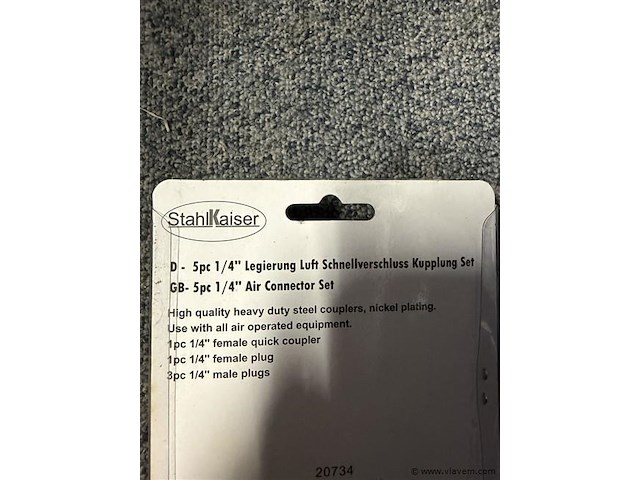 StahlKaiser
D - 5pc 1/4" Legierung Luft Schnellverschluss Kupplung Set
GB- 5pc 1/4" Air Connector Set
High quality heavy duty steel couplers, nickel plating.
Use with all air operated equipment.
1pc 1/4" female quick coupler
1pc 1/4" female plug
3pc 1/4" male plugs
20734
© www.vlavem.com